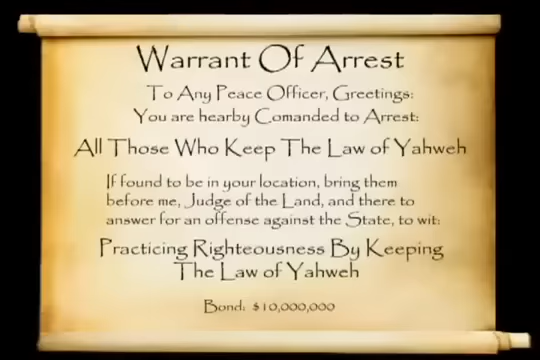 Warrant Of Arrest
To Any Peace Officer, Greetings:
You are hearby Comanded to Arrest:
All Those Who Keep The Law of Yahweh
If found to be in your location, bring them
before me, Judge of the Land, and there to
answer for an offense against the State, to wit:
Practicing Righteousness By Keeping
The Law of Yahweh
Bond: $10,000,000